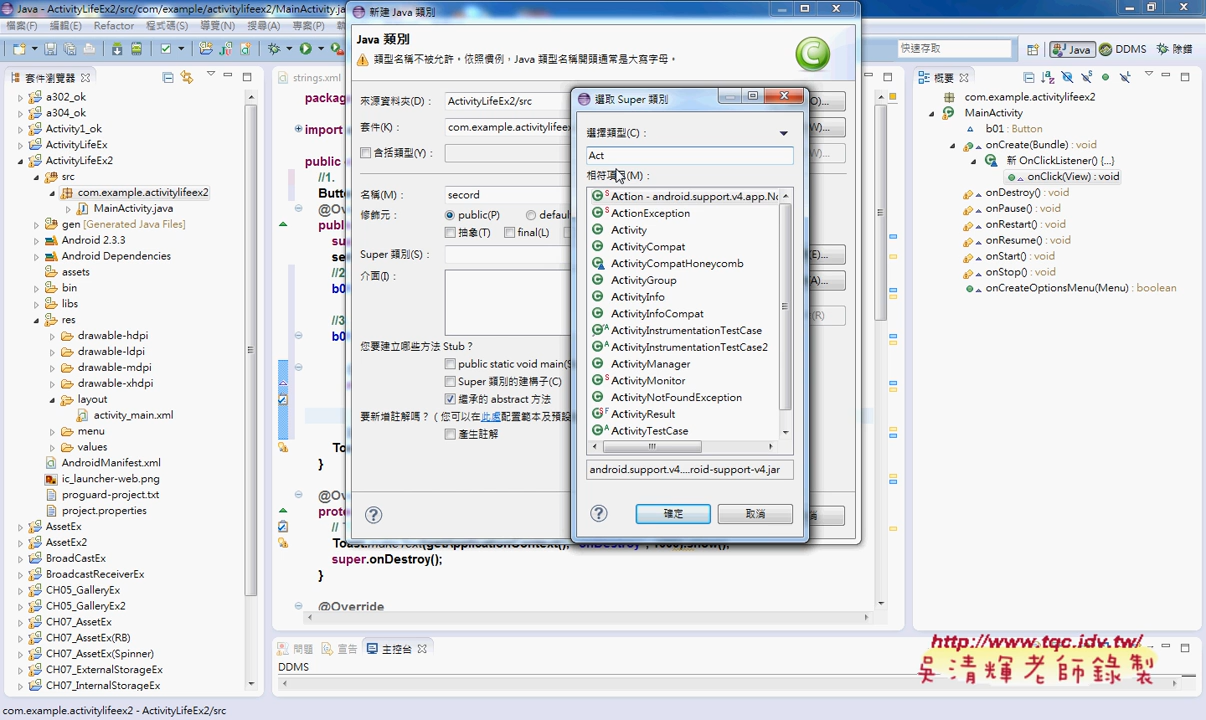 Java - ActivityLifeEx2/src/com/example/activitylifeex2/MainActivity.ja
檔案(F) 編輯(E) Refactor 程式碼(S) 導覽(N) 搜尋(A) 專案(P)
快速存取
Java
DDMS
除錯
套件瀏覽器
a302_ok
a304_ok
Activity1_ok
ActivityLifeEx
ActivityLifeEx2
src
com.example.activitylifeex2
MainActivity.java
gen [Generated Java Files]
Android 2.3.3
Android Dependencies
assets
bin
libs
res
drawable-hdpi
drawable-ldpi
drawable-mdpi
drawable-xhdpi
layout
activity_main.xml
menu
values
AndroidManifest.xml
ic_launcher-web.png
proguard-project.txt
project.properties
AssetEx
AssetEx2
BroadCastEx
BroadcastReceiverEx
CH05_GalleryEx
CH05_GalleryEx2
CH07_AssetEx
CH07_AssetEx(RB)
CH07_AssetEx(Spinner)
CH07_ExternalStorageEx
CH07_InternalStorageEx
strings.xml
packag
import
public
//1.
Button
@Ov
publ
su
se
//2
b0
//3
b0
To
}
@Ov
prote
// T
Toast.makeText(getApplicationContext(), "onDestroy", 1000).show();
super.onDestroy();
}
@Override
新建 Java 類別
Java 類別
類型名稱不被允許。依照慣例，Java 類型名稱開頭通常是大寫字母。
來源資料夾(D)：
ActivityLifeEx2/src
套件(K)：
com.example.activitylifeex
含括類型(Y)：
名稱(M)：
secord
修飾元：
public(P)
defaul
抽象(T)
final(L)
Super 類別(S)：
介面(I)：
您要建立哪些方法 Stub？
public static void main(S
Super 類別的建構子(C)
繼承的 abstract 方法
要新增註解嗎？（您可以在此處配置範本及預設
產生註解
選取 Super 類別
選擇類型(C)：
Act
相符項目(M)：
Action - android.support.v4.app.No
ActionException
Activity
ActivityCompat
ActivityCompatHoneycomb
ActivityGroup
ActivityInfo
ActivityInfoCompat
ActivityInstrumentationTestCase
ActivityInstrumentationTestCase2
ActivityManager
ActivityMonitor
ActivityNotFoundException
ActivityResult
ActivityTestCase
android.support.v4....roid-support-v4.jar
確定
取消
概要
com.example.activitylifeex2
MainActivity
b01 : Button
onCreate(Bundle) : void
新 OnClickListener() {...}
onClick(View) : void
onDestroy() : void
onPause() : void
onRestart() : void
onResume() : void
onStart() : void
onStop() : void
onCreateOptionsMenu(Menu) : boolean
問題
宣告
主控台
DDMS
http://www.tqc.idv.tw/
吳清輝老師錄製
com.example.activitylifeex2 - ActivityLifeEx2/src